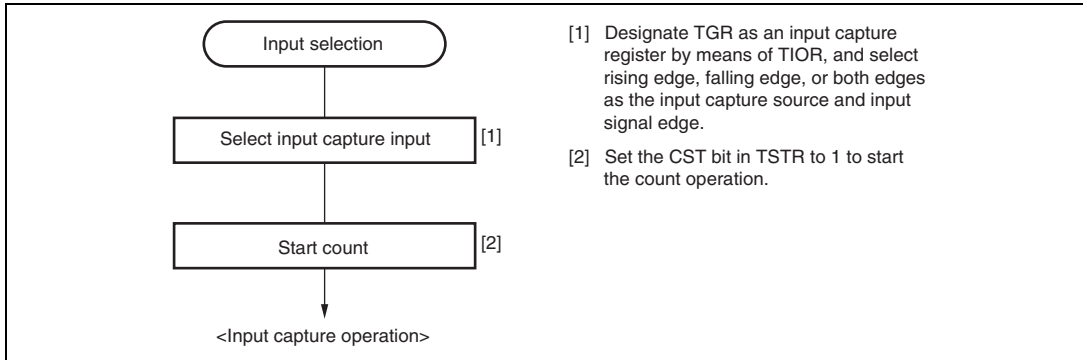 Input selection
Select input capture input
[1]
Start count
[2]
<Input capture operation>
[1] Designate TGR as an input capture
register by means of TIOR, and select
rising edge, falling edge, or both edges
as the input capture source and input
signal edge.
[2] Set the CST bit in TSTR to 1 to start
the count operation.